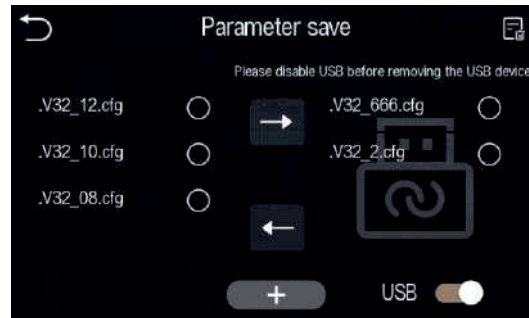 Parameter save
Please disable USB before removing the USB device
.V32_12.cfg
.V32_666.cfg
.V32_10.cfg
.V32_2.cfg
.V32_08.cfg
+
USB